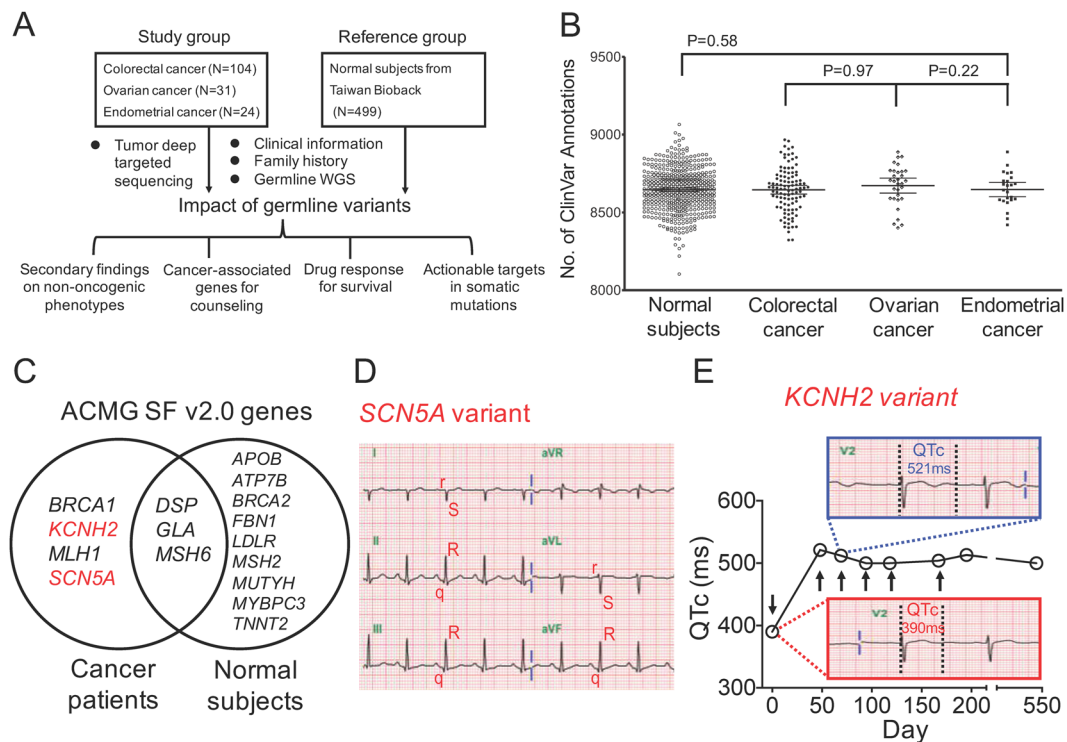 A
Study group
Reference group
Colorectal cancer (N=104)
Ovarian cancer (N=31)
Endometrial cancer (N=24)
Normal subjects from
Taiwan Bioback
(N=499)
Tumor deep
targeted
sequencing
Clinical information
Family history
Germline WGS
Impact of germline variants
Secondary findings
on non-oncogenic
phenotypes
Cancer-associated
genes for
counseling
Drug response
for survival
Actionable targets
in somatic
mutations
B
No. of ClinVar Annotations
9500
9000
8500
8000
P=0.58
P=0.97
P=0.22
Normal
subjects
Colorectal
cancer
Ovarian
cancer
Endometrial
cancer
C
ACMG SF v2.0 genes
BRCA1
KCNH2
MLH1
SCN5A
DSP
GLA
MSH6
APOB
ATP7B
BRCA2
FBN1
LDLR
MSH2
MUTYH
MYBPC3
TNNT2
Cancer
patients
Normal
subjects
D
SCN5A variant
I
aVR
r
S
II
aVL
R
q
r
S
III
aVF
R
R
q
q
E
KCNH2 variant
V2
QTc
521ms
QTc (ms)
600
500
400
300
V2
QTc
390ms
0
50
100
150
200
550
Day